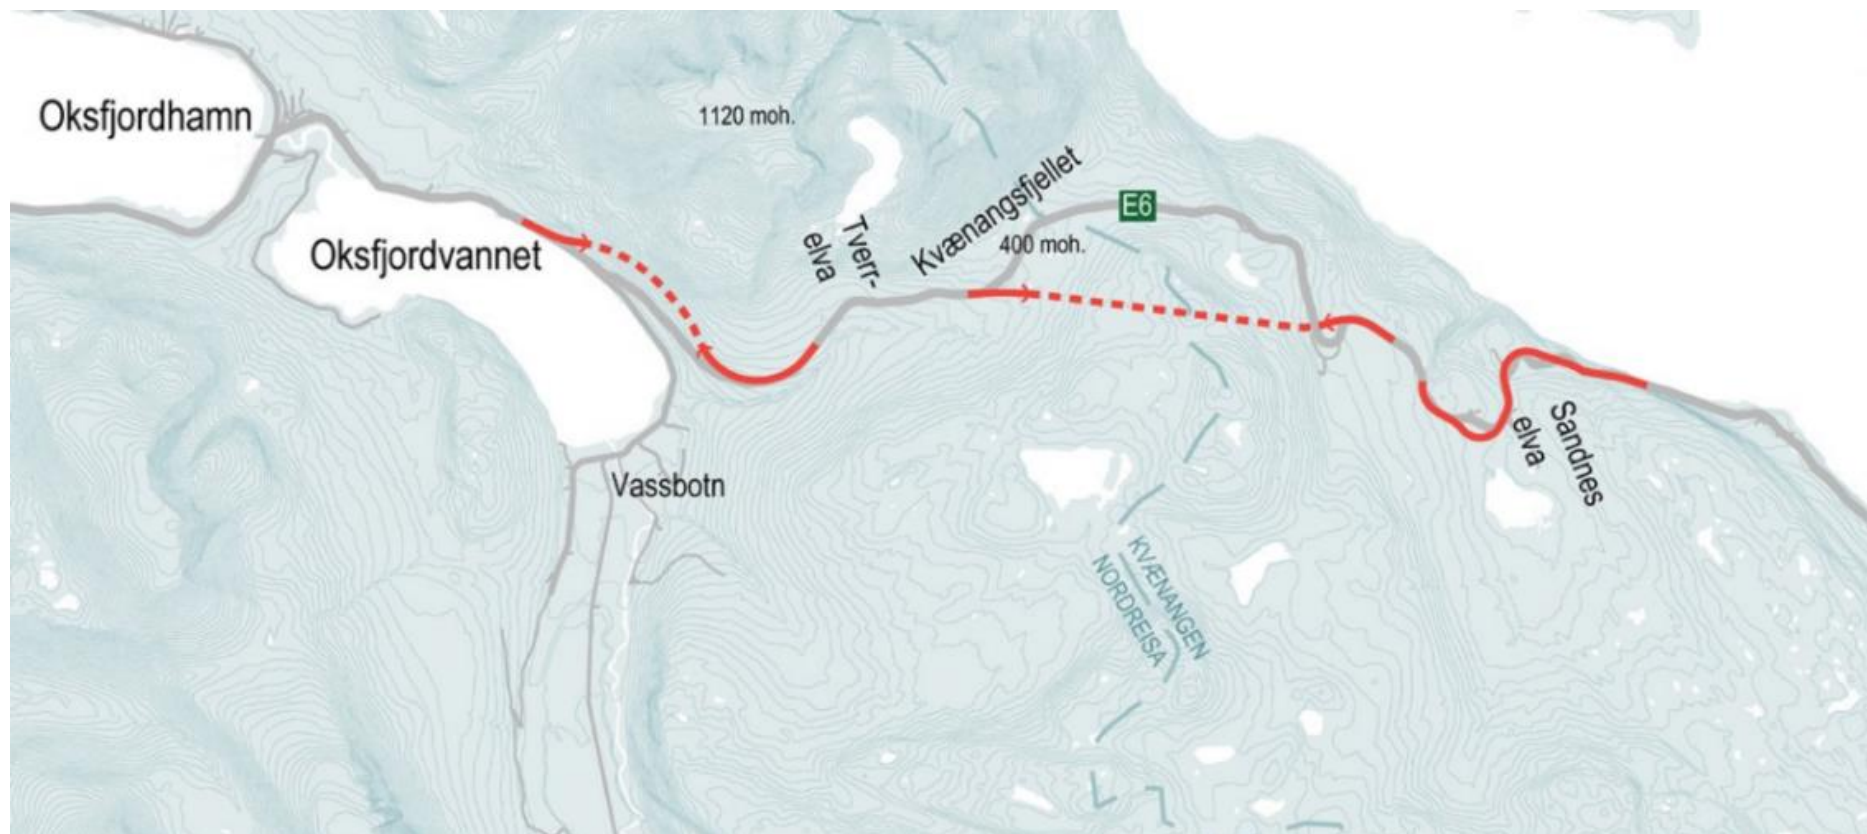 Oksfjordhamn
1120 moh.
Oksfjordvannet
Tverr-
elva
Kvænangsfjellet
400 moh.
E6
Sandnes
elva
Vassbotn
KVÆNANGEN
NORDREISA